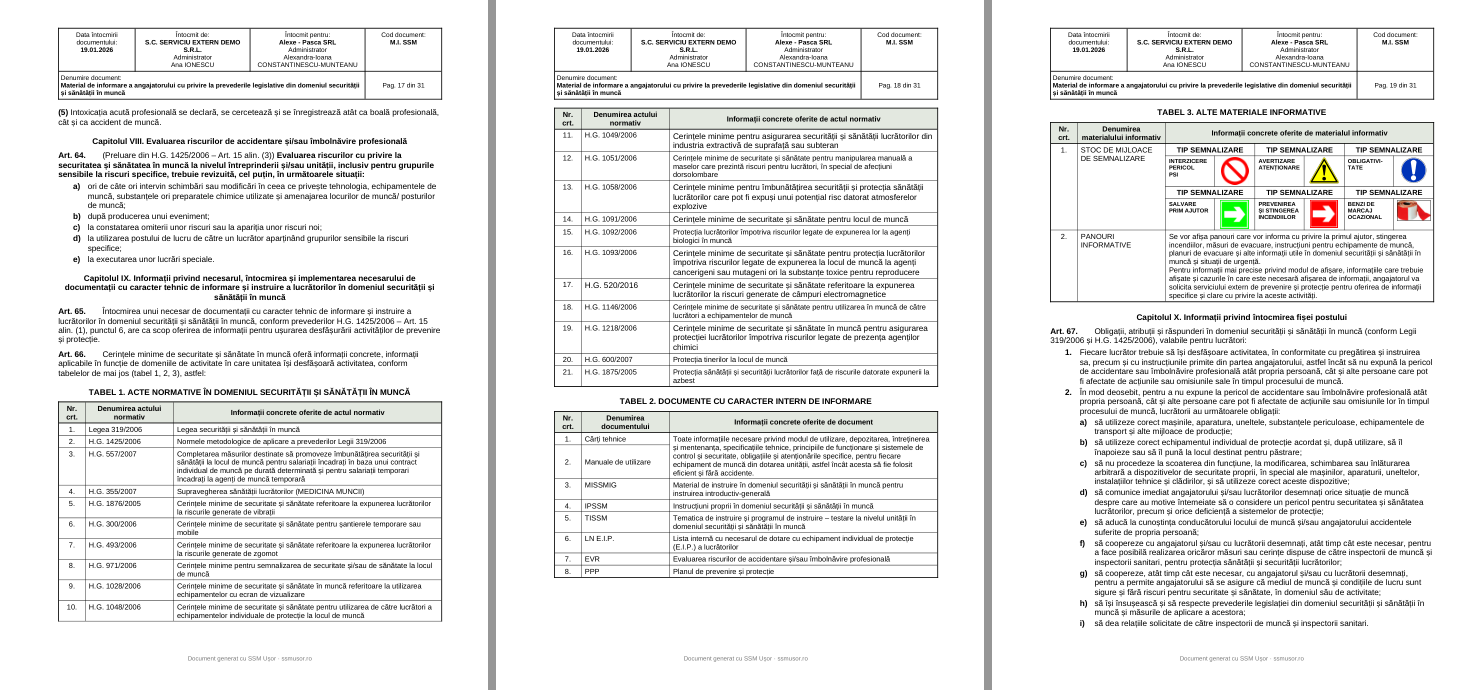 Data întocmirii
documentului:
19.01.2026
Întocmit de:
S.C. SERVICIU EXTERN DEMO
S.R.L.
Administrator
Ana IONESCU
Întocmit pentru:
Alexe - Pasca SRL
Administrator
Alexandra-Ioana
CONSTANTINESCU-MUNTEANU
Cod document:
M.I. SSM
Denumire document:
Material de informare a angajatorului cu privire la prevederile legislative din domeniul securității
și sănătății în muncă
Pag. 17 din 31
(5) Intoxicația acută profesională se declară, se cercetează și se înregistrează atât ca boală profesională,
cât și ca accident de muncă.
Capitolul VIII. Evaluarea riscurilor de accidentare și/sau îmbolnăvire profesională
Art. 64. (Preluare din H.G. 1425/2006 – Art. 15 alin. (3)) Evaluarea riscurilor cu privire la
securitatea și sănătatea în muncă la nivelul întreprinderii și/sau unității, inclusiv pentru grupurile
sensibile la riscuri specifice, trebuie revizuită, cel puțin, în următoarele situații:
a) ori de câte ori intervin schimbări sau modificări în ceea ce privește tehnologia, echipamentele de
muncă, substanțele ori preparatele chimice utilizate și amenajarea locurilor de muncă/ posturilor
de muncă;
b) după producerea unui eveniment;
c) la constatarea omiterii unor riscuri sau la apariția unor riscuri noi;
d) la utilizarea postului de lucru de către un lucrător aparținând grupurilor sensibile la riscuri
specifice;
e) la executarea unor lucrări speciale.
Capitolul IX. Informații privind necesarul, întocmirea și implementarea necesarului de
documentații cu caracter tehnic de informare și instruire a lucrătorilor în domeniul securității și
sănătății în muncă
Art. 65. Întocmirea unui necesar de documentații cu caracter tehnic de informare și instruire a
lucrătorilor în domeniul securității și sănătății în muncă, conform prevederilor H.G. 1425/2006 – Art. 15
alin. (1), punctul 6, are ca scop oferirea de informații pentru ușurarea desfășurării activităților de prevenire
și protecție.
Art. 66. Cerințele minime de securitate și sănătate în muncă oferă informații concrete, informații
aplicabile în funcție de domeniile de activitate în care unitatea își desfășoară activitatea, conform
tabelelor de mai jos (tabel 1, 2, 3), astfel:
TABEL 1. ACTE NORMATIVE ÎN DOMENIUL SECURITĂȚII ȘI SĂNĂTĂȚII ÎN MUNCĂ
Nr.
crt.
Denumirea actului
normativ
Informații concrete oferite de actul normativ
1. Legea 319/2006 Legea securității și sănătății în muncă
2. H.G. 1425/2006 Normele metodologice de aplicare a prevederilor Legii 319/2006
3. H.G. 557/2007 Completarea măsurilor destinate să promoveze îmbunătățirea securității și
sănătății la locul de muncă pentru salariații încadrați în baza unui contract
individual de muncă pe durată determinată și pentru salariații temporari
încadrați la agenți de muncă temporară
4. H.G. 355/2007 Supravegherea sănătății lucrătorilor (MEDICINA MUNCII)
5. H.G. 1876/2005 Cerințele minime de securitate și sănătate referitoare la expunerea lucrătorilor
la riscurile generate de vibrații
6. H.G. 300/2006 Cerințele minime de securitate și sănătate pentru șantierele temporare sau
mobile
7. H.G. 493/2006 Cerințele minime de securitate și sănătate referitoare la expunerea lucrătorilor
la riscurile generate de zgomot
8. H.G. 971/2006 Cerințele minime pentru semnalizarea de securitate și/sau de sănătate la locul
de muncă
9. H.G. 1028/2006 Cerințele minime de securitate și sănătate în muncă referitoare la utilizarea
echipamentelor cu ecran de vizualizare
10. H.G. 1048/2006 Cerințele minime de securitate și sănătate pentru utilizarea de către lucrători a
echipamentelor individuale de protecție la locul de muncă
Document generat cu SSM Ușor · ssmusor.ro
Data întocmirii
documentului:
19.01.2026
Întocmit de:
S.C. SERVICIU EXTERN DEMO
S.R.L.
Administrator
Ana IONESCU
Întocmit pentru:
Alexe - Pasca SRL
Administrator
Alexandra-Ioana
CONSTANTINESCU-MUNTEANU
Cod document:
M.I. SSM
Denumire document:
Material de informare a angajatorului cu privire la prevederile legislative din domeniul securității
și sănătății în muncă
Pag. 18 din 31
Nr.
crt.
Denumirea actului
normativ
Informații concrete oferite de actul normativ
11. H.G. 1049/2006 Cerințele minime pentru asigurarea securității și sănătății lucrătorilor din
industria extractivă de suprafață sau subteran
12. H.G. 1051/2006 Cerințele minime de securitate și sănătate pentru manipularea manuală a
maselor care prezintă riscuri pentru lucrători, în special de afecțiuni
dorsolombare
13. H.G. 1058/2006 Cerințele minime pentru îmbunătățirea securității și protecția sănătății
lucrătorilor care pot fi expuși unui potențial risc datorat atmosferelor
explozive
14. H.G. 1091/2006 Cerințele minime de securitate și sănătate pentru locul de muncă
15. H.G. 1092/2006 Protecția lucrătorilor împotriva riscurilor legate de expunerea lor la agenți
biologici în muncă
16. H.G. 1093/2006 Cerințele minime de securitate și sănătate pentru protecția lucrătorilor
împotriva riscurilor legate de expunerea la locul de muncă la agenți
cancerigeni sau mutageni ori la substanțe toxice pentru reproducere
17. H.G. 520/2016 Cerințele minime de securitate și sănătate referitoare la expunerea
lucrătorilor la riscuri generate de câmpuri electromagnetice
18. H.G. 1146/2006 Cerințele minime de securitate și sănătate pentru utilizarea în muncă de către
lucrători a echipamentelor de muncă
19. H.G. 1218/2006 Cerințele minime de securitate și sănătate în muncă pentru asigurarea
protecției lucrătorilor împotriva riscurilor legate de prezența agenților
chimici
20. H.G. 600/2007 Protecția tinerilor la locul de muncă
21. H.G. 1875/2005 Protecția sănătății și securității lucrătorilor față de riscurile datorate expunerii la
azbest
TABEL 2. DOCUMENTE CU CARACTER INTERN DE INFORMARE
Nr.
crt.
Denumirea
documentului
Informații concrete oferite de document
1. Cărți tehnice
2. Manuale de utilizare
Toate informațiile necesare privind modul de utilizare, depozitarea, întreținerea
și mentenanța, specificațiile tehnice, principiile de funcționare și sistemele de
control și securitate, obligațiile și atenționările specifice, pentru fiecare
echipament de muncă din dotarea unității, astfel încât acesta să fie folosit
eficient și fără accidente.
3. MISSMIG Material de instruire în domeniul securității și sănătății în muncă pentru
instruirea introductiv-generală
4. IPSSM Instrucțiuni proprii în domeniul securității și sănătății în muncă
5. TISSM Tematica de instruire și programul de instruire – testare la nivelul unității în
domeniul securității și sănătății în muncă
6. LN E.I.P. Lista internă cu necesarul de dotare cu echipament individual de protecție
(E.I.P.) a lucrătorilor
7. EVR Evaluarea riscurilor de accidentare și/sau îmbolnăvire profesională
8. PPP Planul de prevenire și protecție
Document generat cu SSM Ușor · ssmusor.ro
Data întocmirii
documentului:
19.01.2026
Întocmit de:
S.C. SERVICIU EXTERN DEMO
S.R.L.
Administrator
Ana IONESCU
Întocmit pentru:
Alexe - Pasca SRL
Administrator
Alexandra-Ioana
CONSTANTINESCU-MUNTEANU
Cod document:
M.I. SSM
Denumire document:
Material de informare a angajatorului cu privire la prevederile legislative din domeniul securității
și sănătății în muncă
Pag. 19 din 31
TABEL 3. ALTE MATERIALE INFORMATIVE
Nr.
crt.
Denumirea
materialului informativ
Informații concrete oferite de materialul informativ
1. STOC DE MIJLOACE
DE SEMNALIZARE
TIP SEMNALIZARE TIP SEMNALIZARE TIP SEMNALIZARE
INTERZICERE
PERICOL
PSI
AVERTIZARE
ATENȚIONARE
OBLIGATIVI-
TATE
TIP SEMNALIZARE TIP SEMNALIZARE TIP SEMNALIZARE
SALVARE
PRIM AJUTOR
PREVENIREA
ȘI STINGEREA
INCENDIILOR
BENZI DE
MARCAJ
OCAZIONAL
2. PANOURI
INFORMATIVE
Se vor afișa panouri care vor informa cu privire la primul ajutor, stingerea
incendiilor, măsuri de evacuare, instrucțiuni pentru echipamente de muncă,
planuri de evacuare și alte informații utile în domeniul securității și sănătății în
muncă și situații de urgență.
Pentru informații mai precise privind modul de afișare, informațiile care trebuie
afișate și cazurile în care este necesară afișarea de informații, angajatorul va
solicita serviciului extern de prevenire și protecție pentru oferirea de informații
specifice și clare cu privire la aceste activități.
Capitolul X. Informații privind întocmirea fișei postului
Art. 67. Obligații, atribuții și răspunderi în domeniul securității și sănătății în muncă (conform Legii
319/2006 și H.G. 1425/2006), valabile pentru lucrători:
1. Fiecare lucrător trebuie să își desfășoare activitatea, în conformitate cu pregătirea și instruirea
sa, precum și cu instrucțiunile primite din partea angajatorului, astfel încât să nu expună la pericol
de accidentare sau îmbolnăvire profesională atât propria persoană, cât și alte persoane care pot
fi afectate de acțiunile sau omisiunile sale în timpul procesului de muncă.
2. În mod deosebit, pentru a nu expune la pericol de accidentare sau îmbolnăvire profesională atât
propria persoană, cât și alte persoane care pot fi afectate de acțiunile sau omisiunile lor în timpul
procesului de muncă, lucrătorii au următoarele obligații:
a) să utilizeze corect mașinile, aparatura, uneltele, substanțele periculoase, echipamentele de
transport și alte mijloace de producție;
b) să utilizeze corect echipamentul individual de protecție acordat și, după utilizare, să îl
înapoieze sau să îl pună la locul destinat pentru păstrare;
c) să nu procedeze la scoaterea din funcțiune, la modificarea, schimbarea sau înlăturarea
arbitrară a dispozitivelor de securitate proprii, în special ale mașinilor, aparaturii, uneltelor,
instalațiilor tehnice și clădirilor, și să utilizeze corect aceste dispozitive;
d) să comunice imediat angajatorului și/sau lucrătorilor desemnați orice situație de muncă
despre care au motive întemeiate să o considere un pericol pentru securitatea și sănătatea
lucrătorilor, precum și orice deficiență a sistemelor de protecție;
e) să aducă la cunoștința conducătorului locului de muncă și/sau angajatorului accidentele
suferite de propria persoană;
f) să coopereze cu angajatorul și/sau cu lucrătorii desemnați, atât timp cât este necesar, pentru
a face posibilă realizarea oricăror măsuri sau cerințe dispuse de către inspectorii de muncă și
inspectorii sanitari, pentru protecția sănătății și securității lucrătorilor;
g) să coopereze, atât timp cât este necesar, cu angajatorul și/sau cu lucrătorii desemnați,
pentru a permite angajatorului să se asigure că mediul de muncă și condițiile de lucru sunt
sigure și fără riscuri pentru securitate și sănătate, în domeniul său de activitate;
h) să își însușească și să respecte prevederile legislației din domeniul securității și sănătății în
muncă și măsurile de aplicare a acestora;
i) să dea relațiile solicitate de către inspectorii de muncă și inspectorii sanitari.
Document generat cu SSM Ușor · ssmusor.ro